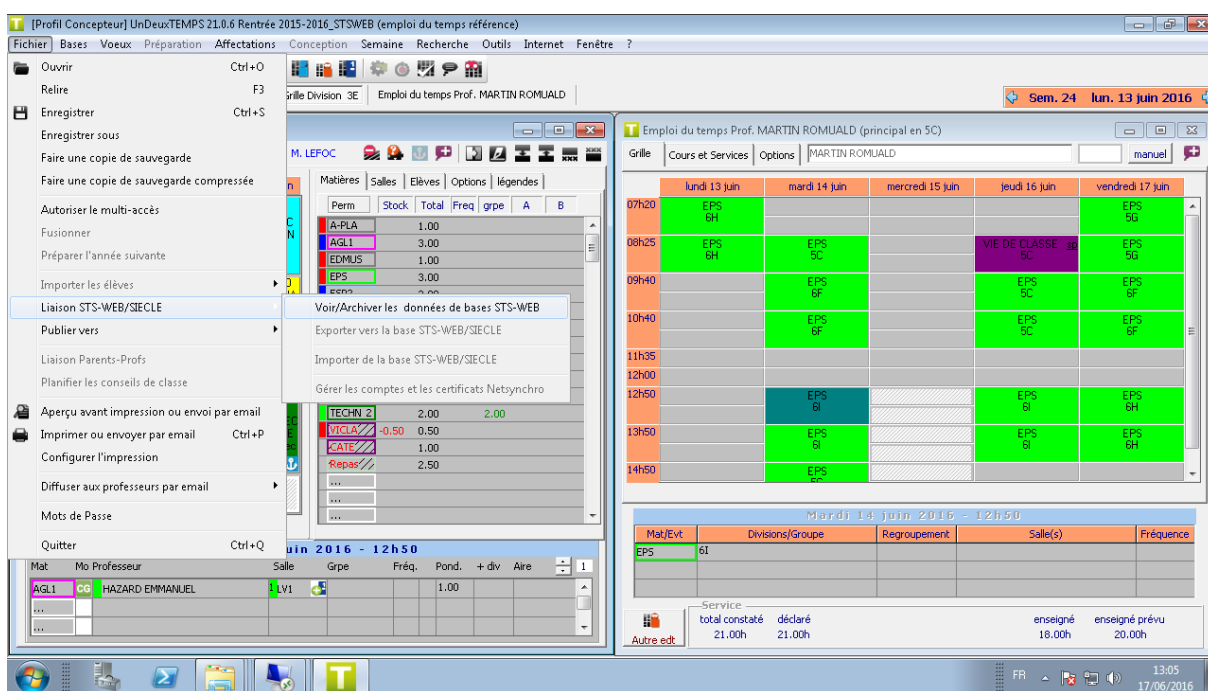 [Profil Concepteur] UnDeuxTEMPS 21.0.6 Rentrée 2015-2016_STSWEB (emploi du temps référence)
Fichier Bases Voeux Préparation Affectations Conception Semaine Recherche Outils Internet Fenêtre ?
Ouvrir Ctrl+O
Relire F3
Enregistrer Ctrl+S
Enregistrer sous
Faire une copie de sauvegarde
Faire une copie de sauvegarde compressée
Autoriser le multi-accès
Fusionner
Préparer l'année suivante
Importer les élèves
Liaison STS-WEB/SIECLE
Publier vers
Liaison Parents-Profs
Planifier les conseils de classe
Aperçu avant impression ou envoi par email
Imprimer ou envoyer par email Ctrl+P
Configurer l'impression
Diffuser aux professeurs par email
Mots de Passe
Quitter Ctrl+Q
Voir/Archiver les données de bases STS-WEB
Exporter vers la base STS-WEB/SIECLE
Importer de la base STS-WEB/SIECLE
Gérer les comptes et les certificats Netsynchro
Grille Division 3E Emploi du temps Prof. MARTIN ROMUALD
Sem. 24 lun. 13 juin 2016
M. LEFOC
Matières Salles Elèves Options légendes
Perm Stock Total Freq grpe A B
A-PLA 1.00
AGL1 3.00
EDMUS 1.00
EPS 3.00
TECHN 2 2.00 2.00
VICLA -0.50 0.50
CATE 1.00
Repas 2.50
...
...
...
juin 2016 - 12h50
Mat Mo Professeur Salle Grpe Fréq. Pond. + div Aire 1
AGL1 CG HAZARD EMMANUEL 1 LV1 1.00
...
...
Emploi du temps Prof. MARTIN ROMUALD (principal en 5C)
Grille Cours et Services Options MARTIN ROMUALD manuel
lundi 13 juin mardi 14 juin mercredi 15 juin jeudi 16 juin vendredi 17 juin
07h20 EPS EPS
6H 5G
08h25 EPS EPS VIE DE CLASSE sp EPS
6H 5C 5C 5G
09h40 EPS EPS
6F 5C
10h40 EPS EPS EPS
6F 5C 6F
11h35
12h00
12h50 EPS EPS EPS
6I 6I 6H
13h50 EPS EPS EPS
6I 6I 6H
14h50 EPS
Mardi 14 juin 2016 - 12h50
Mat/Evt Divisions/Groupe Regroupement Salle(s) Fréquence
EPS 6I
Service
total constaté déclaré enseigné enseigné prévu
21.00h 21.00h 18.00h 20.00h
Autre edt
FR 13:05
17/06/2016